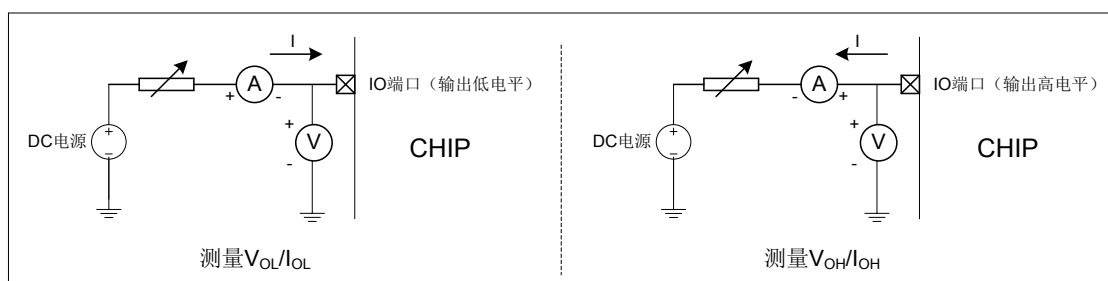 I
A
+ -
IO端口（输出低电平）
+
V
-
DC电源
+
-
CHIP
测量VOL/IOL
I
A
- +
IO端口（输出高电平）
+
V
-
DC电源
+
-
CHIP
测量VOH/IOH